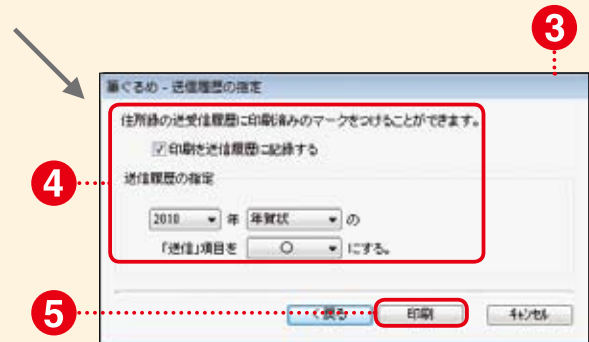 3
筆ぐるめ - 送信履歴の指定
住所録の送受信履歴に印刷済みのマークをつけることができます。
印刷を送信履歴に記録する
4
送信履歴の指定
2010 年 年賀状 の
「送信」項目を ○ にする。
5
< 戻る 印刷 キャンセル